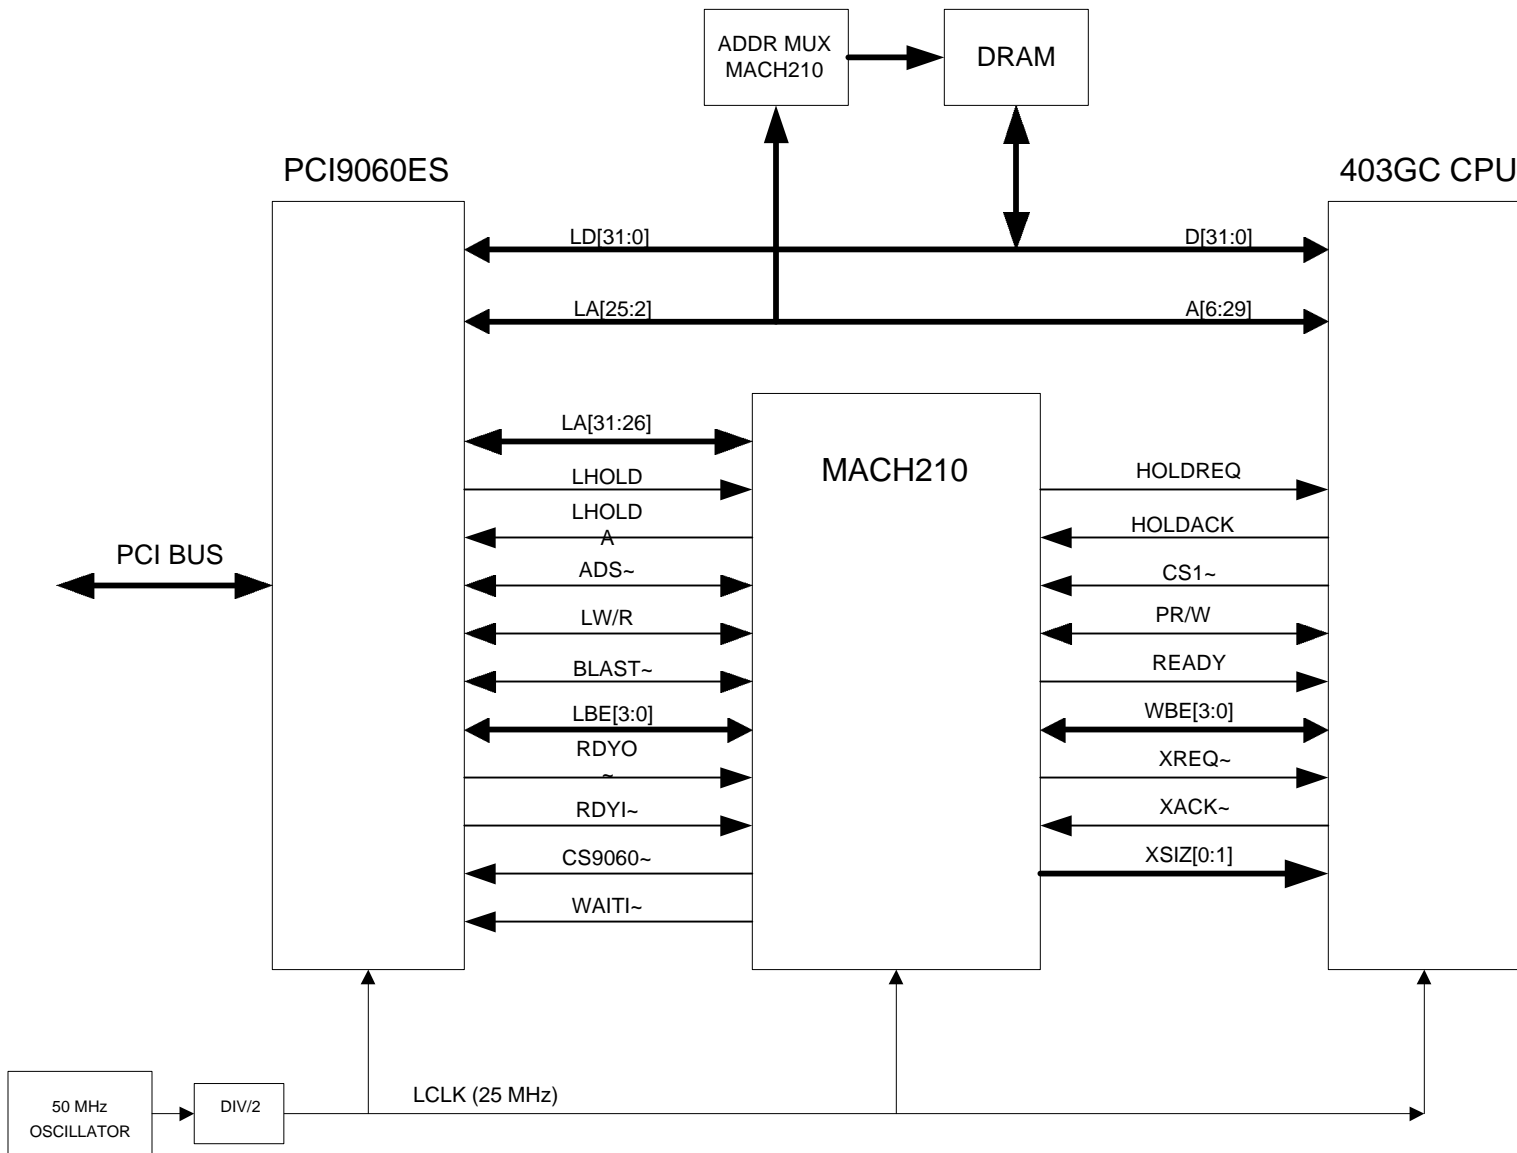 ADDR MUX
MACH210
DRAM
PCI9060ES
403GC CPU
LD[31:0]
D[31:0]
LA[25:2]
A[6:29]
LA[31:26]
MACH210
LHOLD
HOLDREQ
LHOLD
A
HOLDACK
PCI BUS
ADS~
CS1~
LW/R
PR/W
BLAST~
READY
LBE[3:0]
WBE[3:0]
RDYO
~
XREQ~
RDYI~
XACK~
CS9060~
XSIZ[0:1]
WAITI~
50 MHz
OSCILLATOR
DIV/2
LCLK (25 MHz)